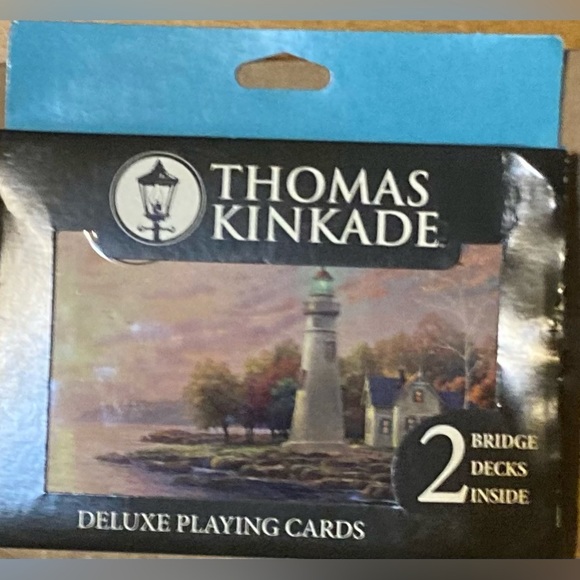 THOMAS
KINKADE
2 BRIDGE
DECKS
INSIDE
DELUXE PLAYING CARDS